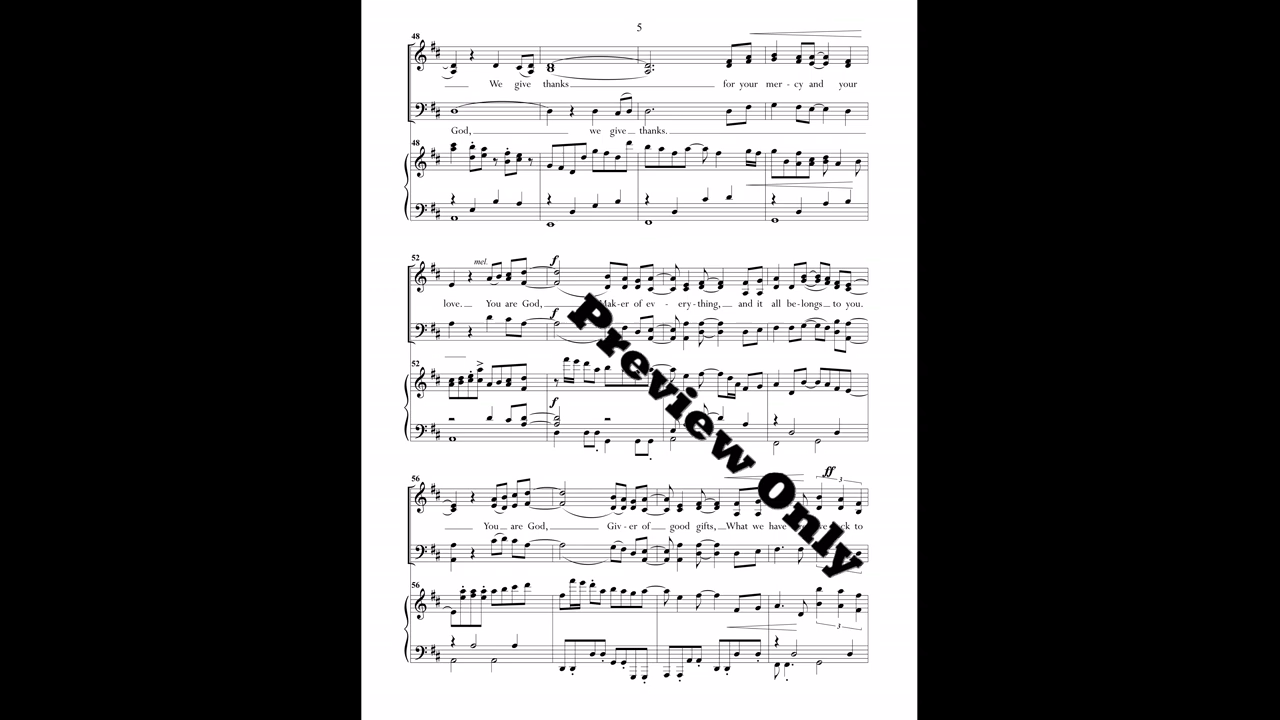 5
48
We give thanks for your mer - cy and your
God, we give thanks.
48
52
mel.
f
love. You are God, Mak-er of ev - ery-thing, and it all be-longs to you.
f
52
f
Preview Only
56
ff
3
You are God, Giv-er of good gifts, What we have to
56
3